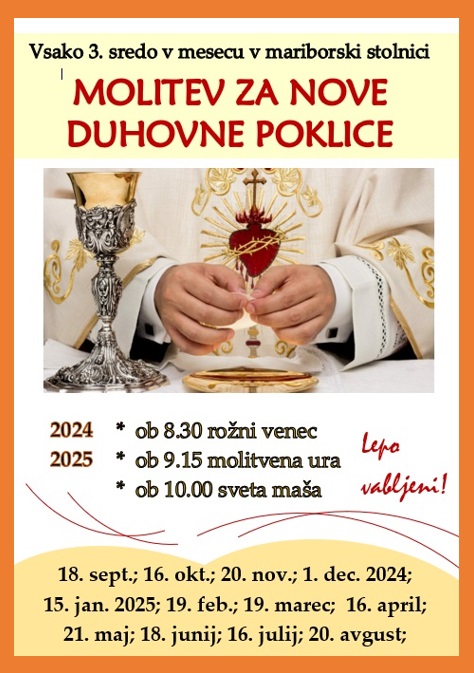 Vsako 3. sredo v mesecu v mariborski stolnici
MOLITEV ZA NOVE
DUHOVNE POKLICE
2024 * ob 8.30 rožni venec
2025 * ob 9.15 molitvena ura
* ob 10.00 sveta maša
Lepo
vabljeni!
18. sept.; 16. okt.; 20. nov.; 1. dec. 2024;
15. jan. 2025; 19. feb.; 19. marec; 16. april;
21. maj; 18. junij; 16. julij; 20. avgust;